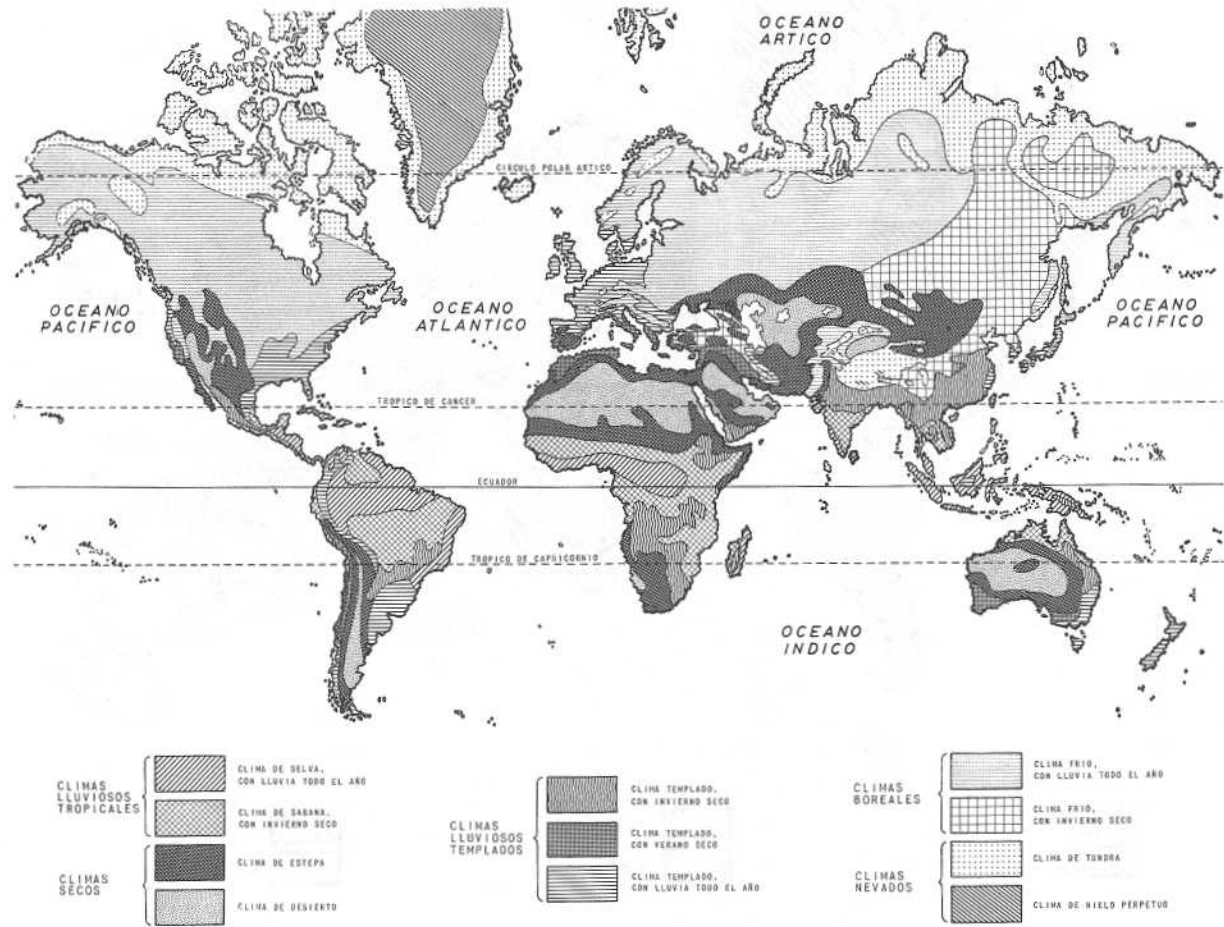 OCEANO
ARTICO
CIRCULO POLAR ARTICO
OCEANO
PACIFICO
OCEANO
ATLANTICO
OCEANO
PACIFICO
TROPICO DE CANCER
ECUADOR
TROPICO DE CAPRICORNIO
OCEANO
INDICO
CLIMAS
LLUVIOSOS
TROPICALES
CLIMA DE SELVA,
CON LLUVIA TODO EL AÑO
CLIMA DE SABANA,
CON INVIERNO SECO
CLIMAS
SECOS
CLIMA DE ESTEPA
CLIMA DE DESIERTO
CLIMAS
LLUVIOSOS
TEMPLADOS
CLIMA TEMPLADO,
CON INVIERNO SECO
CLIMA TEMPLADO,
CON VERANO SECO
CLIMA TEMPLADO,
CON LLUVIA TODO EL AÑO
CLIMAS
BOREALES
CLIMA FRIO,
CON LLUVIA TODO EL AÑO
CLIMA FRIO,
CON INVIERNO SECO
CLIMAS
NEVADOS
CLIMA DE TUNDRA
CLIMA DE HIELO PERPETUO